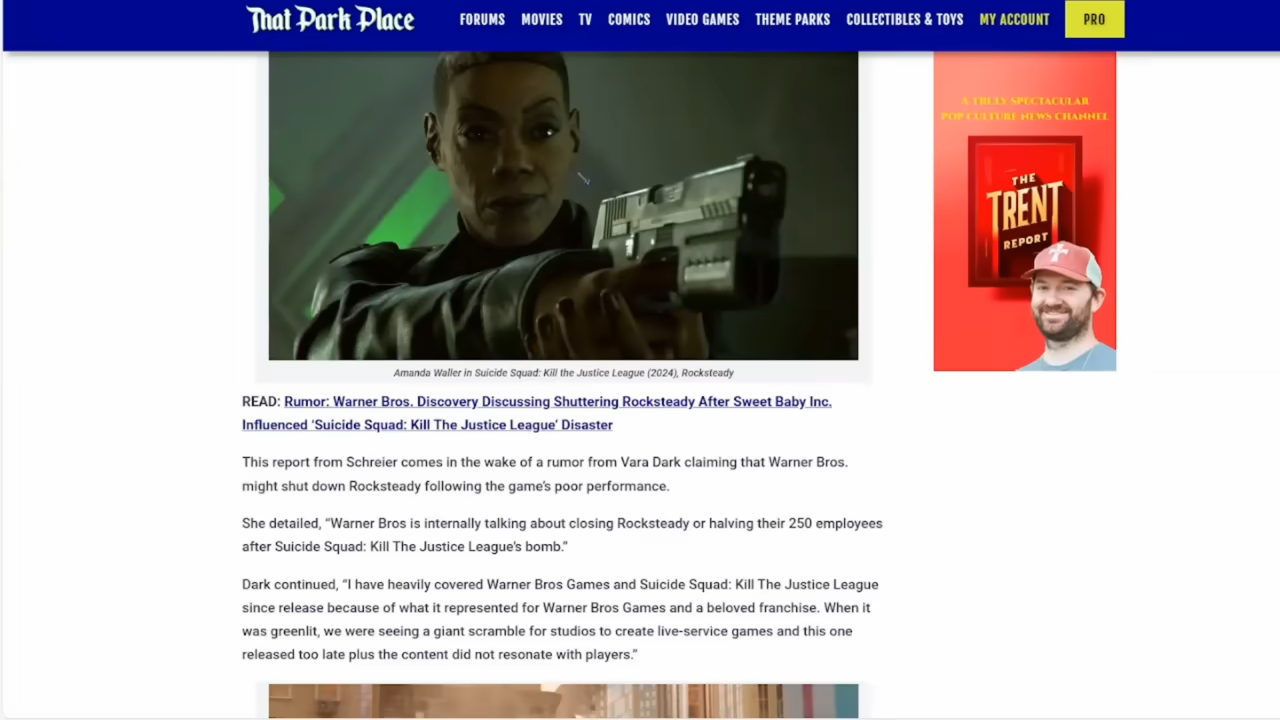 That Park Place
FORUMS MOVIES TV COMICS VIDEO GAMES THEME PARKS COLLECTIBLES & TOYS MY ACCOUNT PRO
A TRULY SPECTACULAR
POP CULTURE NEWS CHANNEL
THE
TRENT
REPORT
Amanda Waller in Suicide Squad: Kill the Justice League (2024), Rocksteady
READ: Rumor: Warner Bros. Discovery Discussing Shuttering Rocksteady After Sweet Baby Inc.
Influenced ‘Suicide Squad: Kill The Justice League’ Disaster
This report from Schreier comes in the wake of a rumor from Vara Dark claiming that Warner Bros.
might shut down Rocksteady following the game’s poor performance.
She detailed, “Warner Bros is internally talking about closing Rocksteady or halving their 250 employees
after Suicide Squad: Kill The Justice League’s bomb.”
Dark continued, “I have heavily covered Warner Bros Games and Suicide Squad: Kill The Justice League
since release because of what it represented for Warner Bros Games and a beloved franchise. When it
was greenlit, we were seeing a giant scramble for studios to create live-service games and this one
released too late plus the content did not resonate with players.”